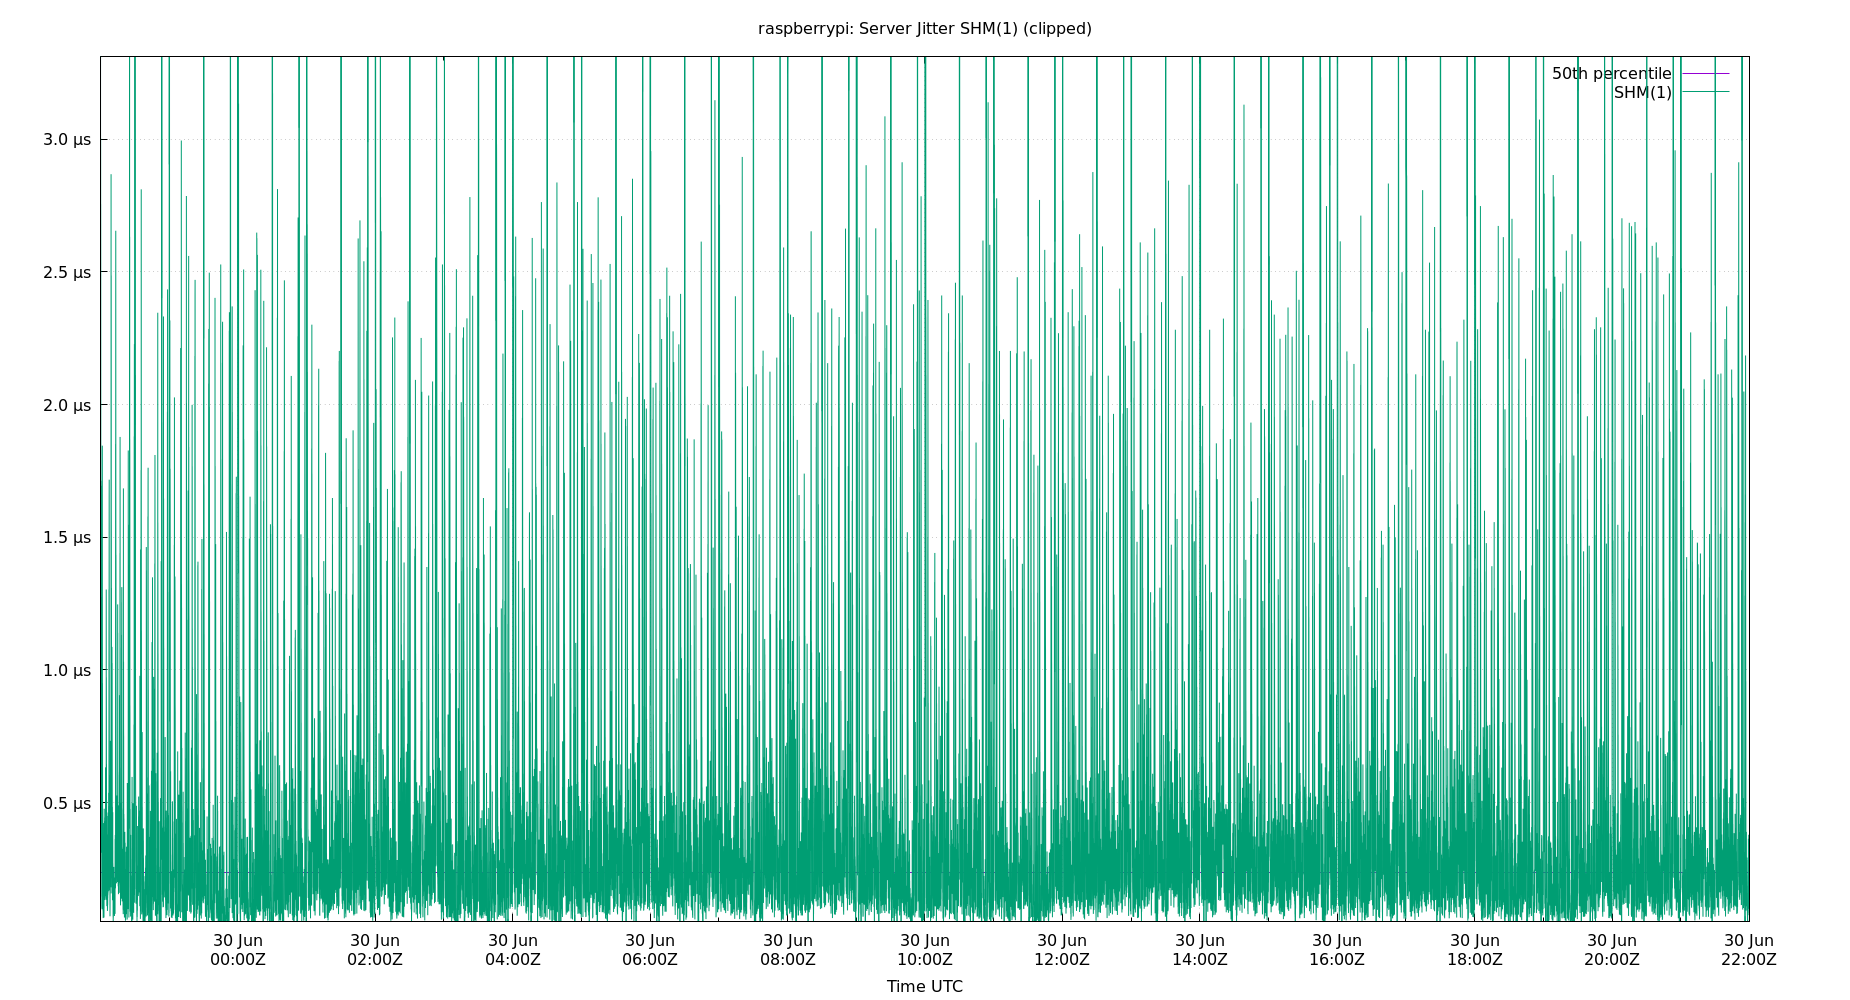 raspberrypi: Server Jitter SHM(1) (clipped)
50th percentile
SHM(1)
3.0 µs
2.5 µs
2.0 µs
1.5 µs
1.0 µs
0.5 µs
30 Jun 30 Jun 30 Jun 30 Jun 30 Jun 30 Jun 30 Jun 30 Jun 30 Jun 30 Jun 30 Jun 30 Jun
00:00Z 02:00Z 04:00Z 06:00Z 08:00Z 10:00Z 12:00Z 14:00Z 16:00Z 18:00Z 20:00Z 22:00Z
Time UTC